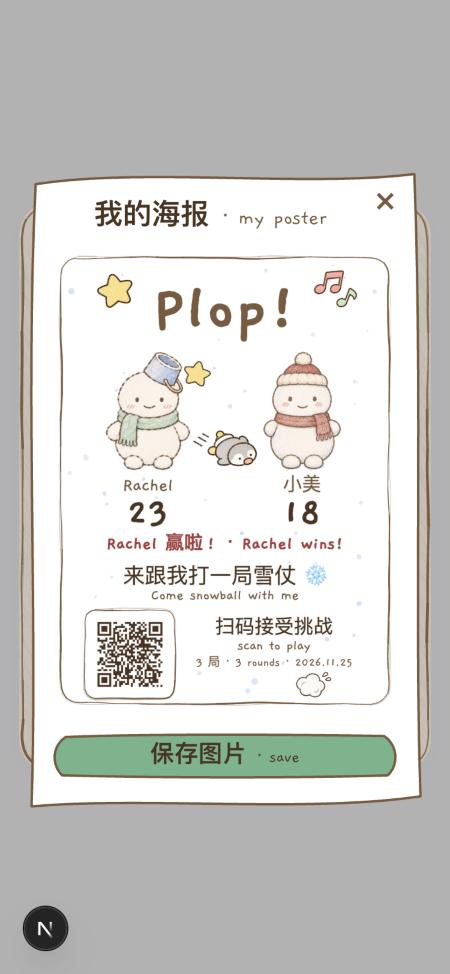 我的海报 · my poster
×
Plop!
Rachel
小美
23
18
Rachel 赢啦！ · Rachel wins!
来跟我打一局雪仗
Come snowball with me
扫码接受挑战
scan to play
3 局 · 3 rounds · 2026.11.25
保存图片 · save
N